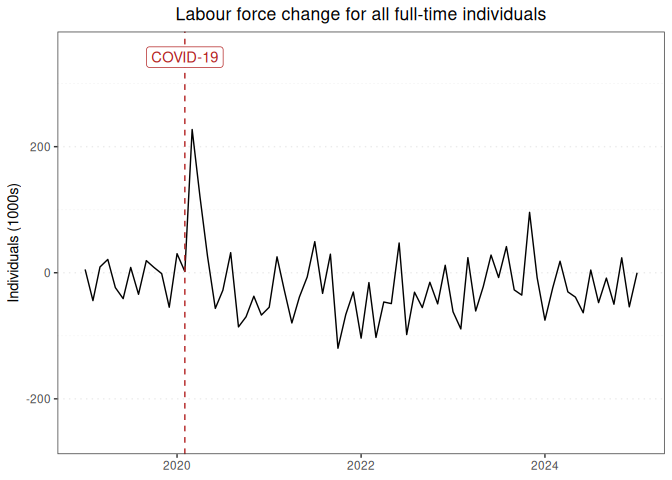 Labour force change for all full-time individuals
COVID-19
Individuals (1000s)
200
0
-200
2020
2022
2024